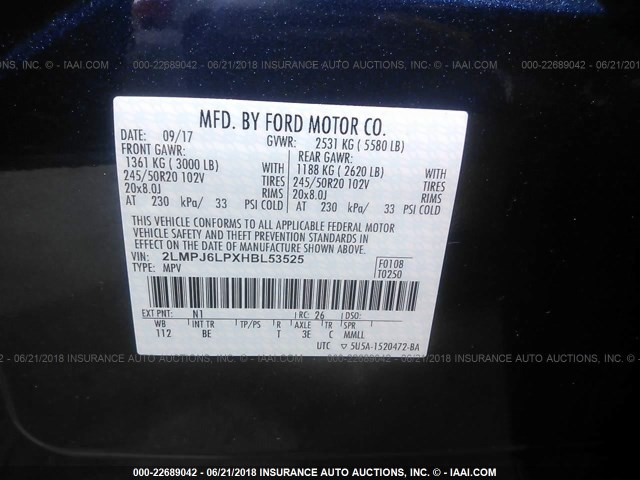 000-22689042 - 06/21/2018 INSURANCE AUTO AUCTIONS, INC. - IAAI.COM
MFD. BY FORD MOTOR CO.
DATE: 09/17 GVWR: 2531 KG ( 5580 LB)
FRONT GAWR: REAR GAWR:
1361 KG ( 3000 LB) WITH 1188 KG ( 2620 LB) WITH
245/50R20 102V TIRES 245/50R20 102V TIRES
20x8.0J RIMS 20x8.0J RIMS
AT 230 kPa/ 33 PSI COLD AT 230 kPa/ 33 PSI COLD
THIS VEHICLE CONFORMS TO ALL APPLICABLE FEDERAL MOTOR
VEHICLE SAFETY AND THEFT PREVENTION STANDARDS IN
EFFECT ON THE DATE OF MANUFACTURE SHOWN ABOVE.
VIN: 2LMPJ6LPXHBL53525 F0108
TYPE: MPV T0250
EXT PNT: N1 RC: 26 DSO:
WB INT TR TP/PS R AXLE TR SPR
112 BE T 3E C MMLL
UTC ▽ 5U5A-1520472-BA
000-22689042 - 06/21/2018 INSURANCE AUTO AUCTIONS, INC. - IAAI.COM
000-22689042 - 06/21/2018 INSURANCE AUTO AUCTIONS, INC. - IAAI.COM